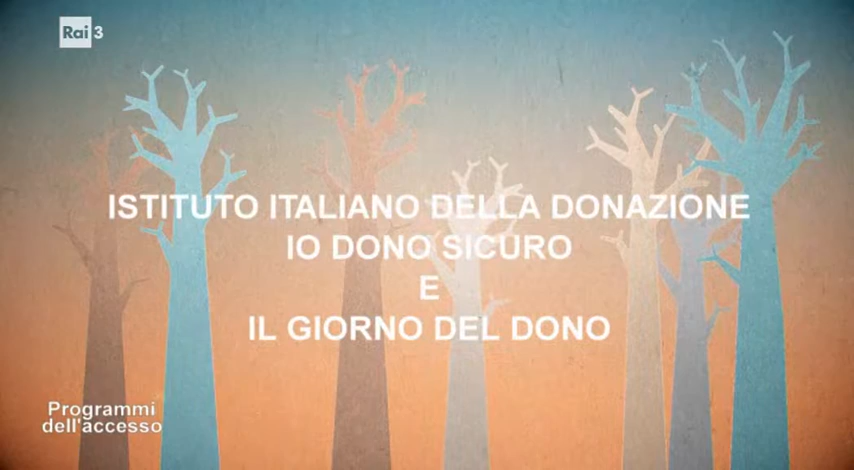 Rai 3
ISTITUTO ITALIANO DELLA DONAZIONE
IO DONO SICURO
E
IL GIORNO DEL DONO
Programmi
dell'accesso